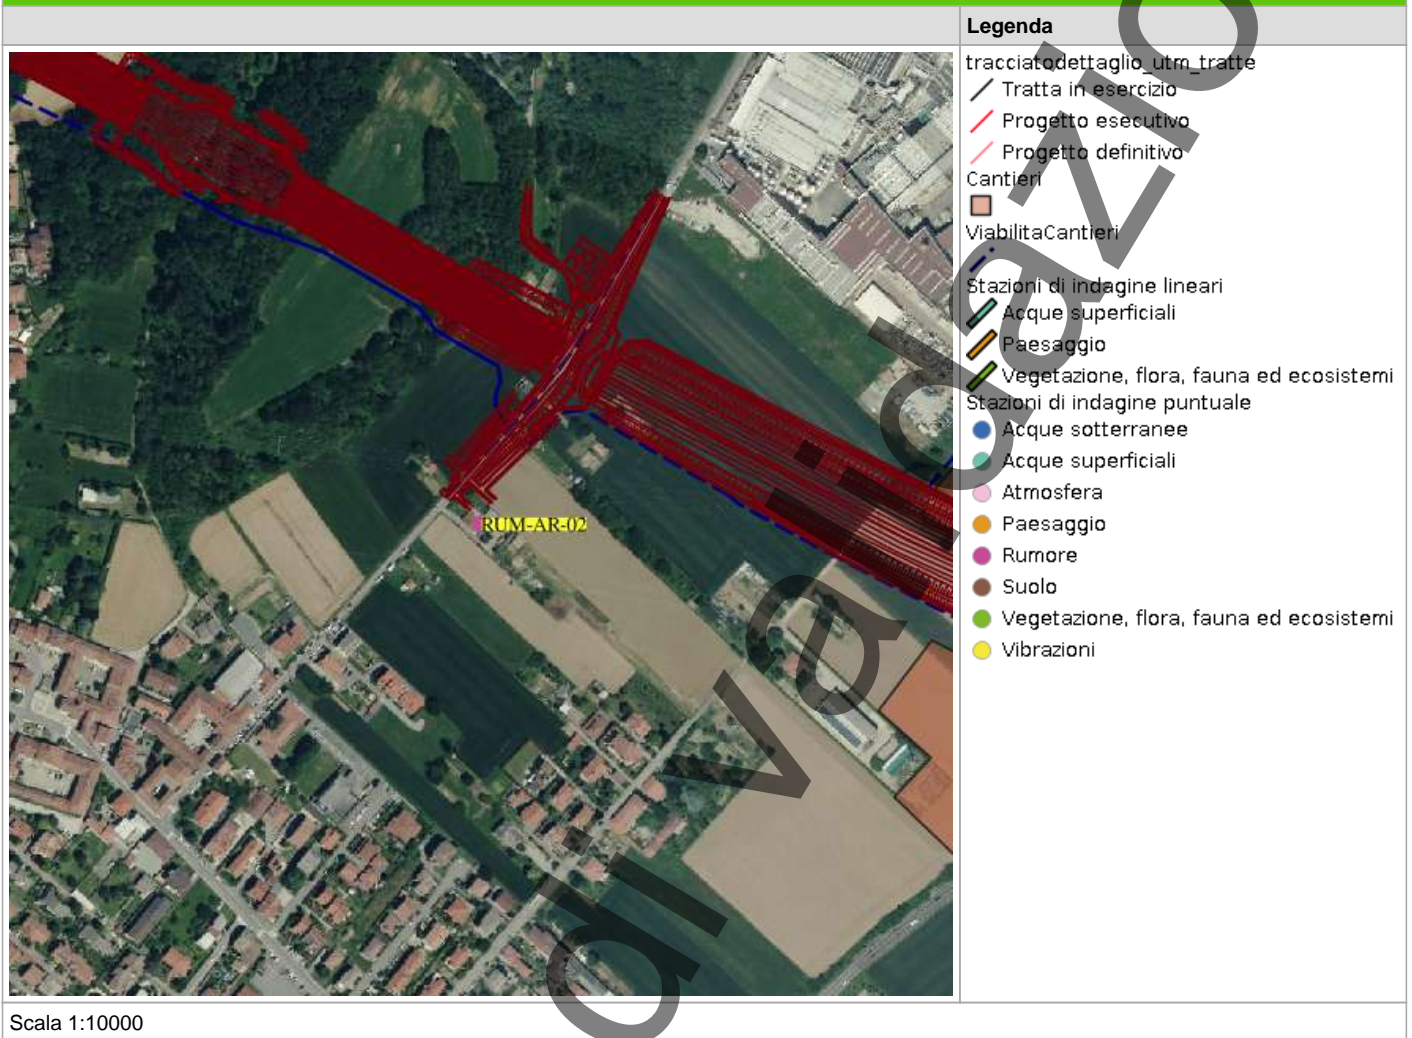 Legenda
tracciatodettaglio_utm_tratte
Tratta in esercizio
Progetto esecutivo
Progetto definitivo
Cantieri
ViabilitaCantieri
Stazioni di indagine lineari
Acque superficiali
Paesaggio
Vegetazione, flora, fauna ed ecosistemi
Stazioni di indagine puntuale
Acque sotterranee
Acque superficiali
Atmosfera
Paesaggio
Rumore
Suolo
Vegetazione, flora, fauna ed ecosistemi
Vibrazioni
RUM-AR-02
Scala 1:10000
di validazio